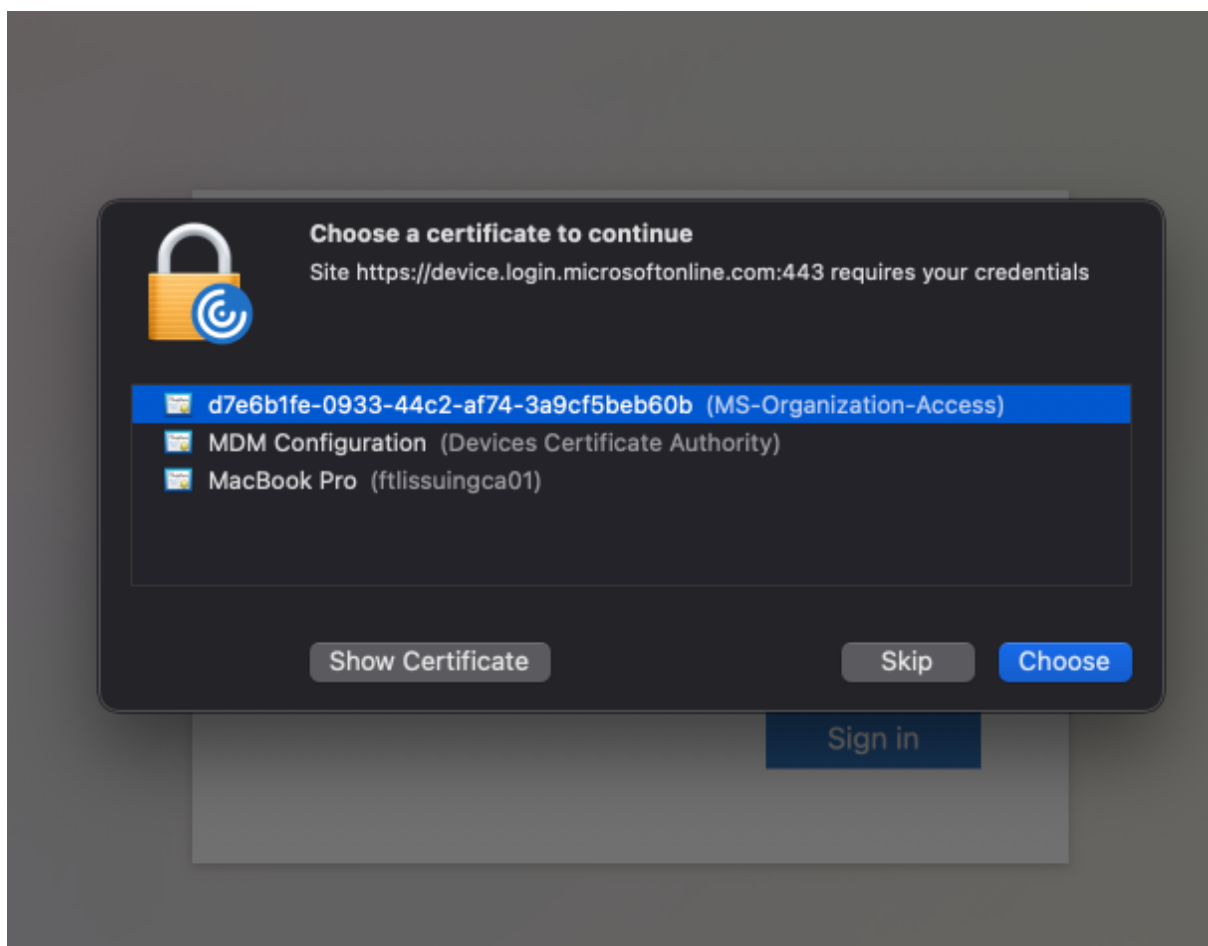 Choose a certificate to continue
Site https://device.login.microsoftonline.com:443 requires your credentials
d7e6b1fe-0933-44c2-af74-3a9cf5beb60b (MS-Organization-Access)
MDM Configuration (Devices Certificate Authority)
MacBook Pro (ftlissuingca01)
Show Certificate
Skip
Choose
Sign in